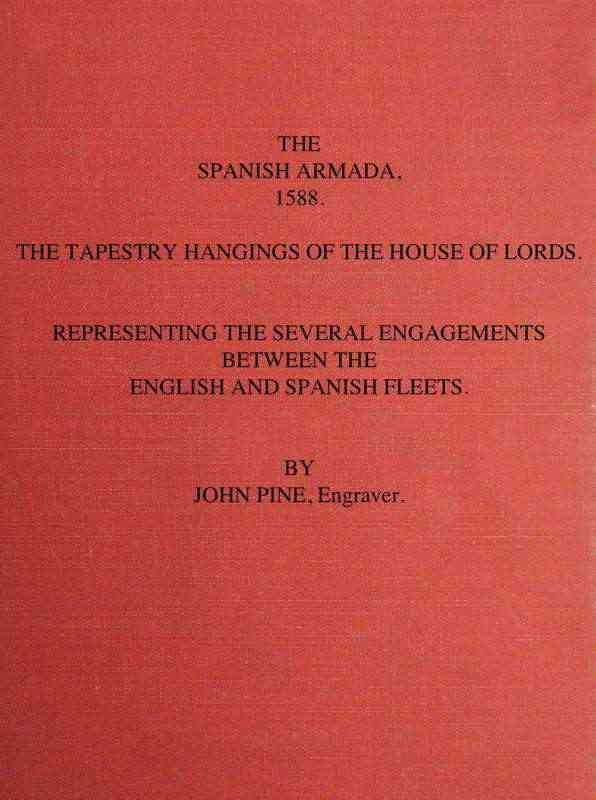 THE
SPANISH ARMADA,
1588.
THE TAPESTRY HANGINGS OF THE HOUSE OF LORDS.
REPRESENTING THE SEVERAL ENGAGEMENTS
BETWEEN THE
ENGLISH AND SPANISH FLEETS.
BY
JOHN PINE, Engraver.